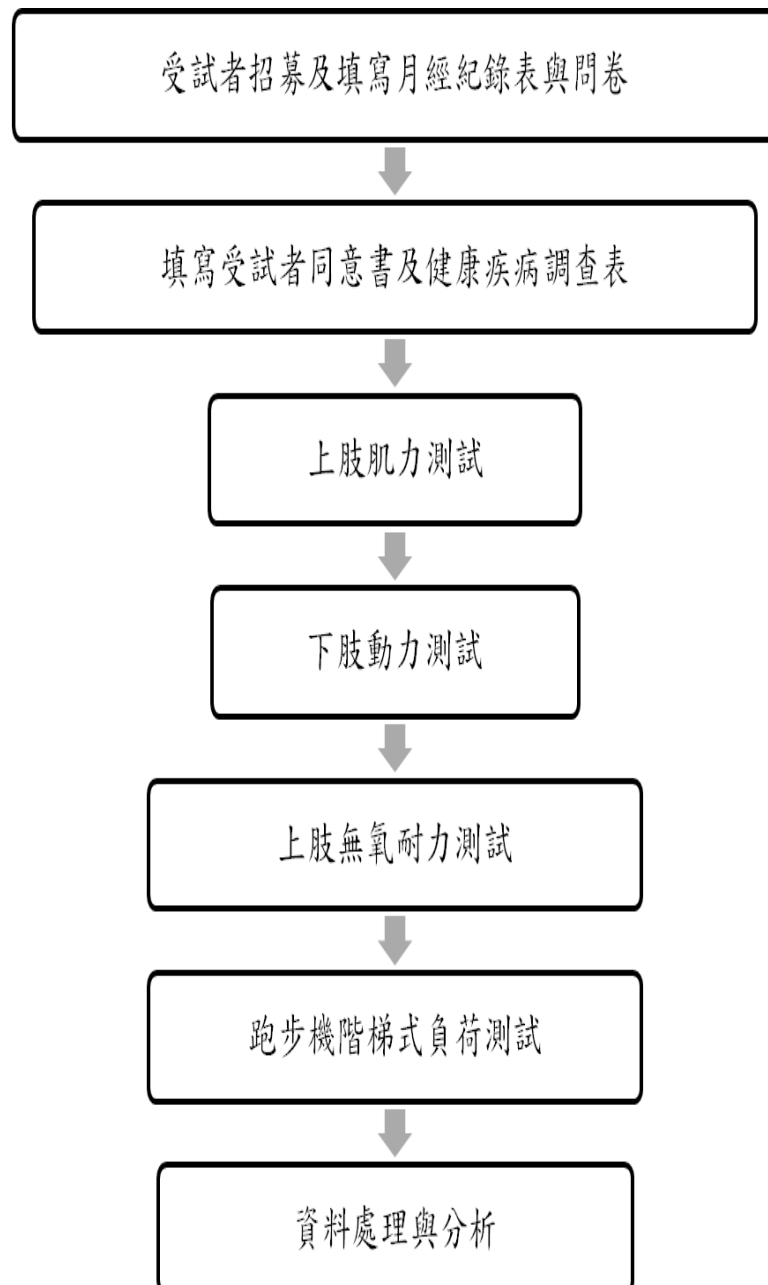 受試者招募及填寫月經紀錄表與問卷
填寫受試者同意書及健康疾病調查表
上肢肌力測試
下肢動力測試
上肢無氧耐力測試
跑步機階梯式負荷測試
資料處理與分析